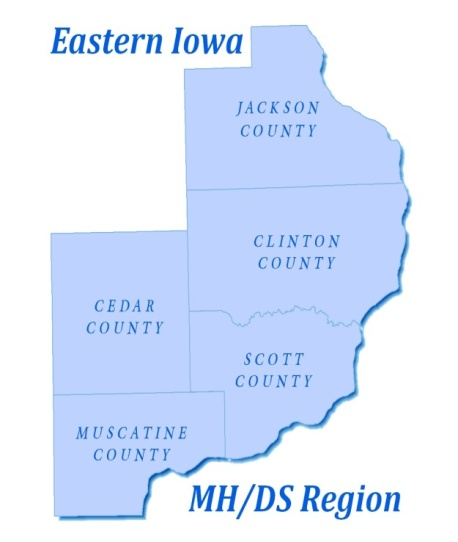 Eastern Iowa
JACKSON
COUNTY
CLINTON
COUNTY
CEDAR
COUNTY
SCOTT
COUNTY
MUSCATINE
COUNTY
MH/DS Region